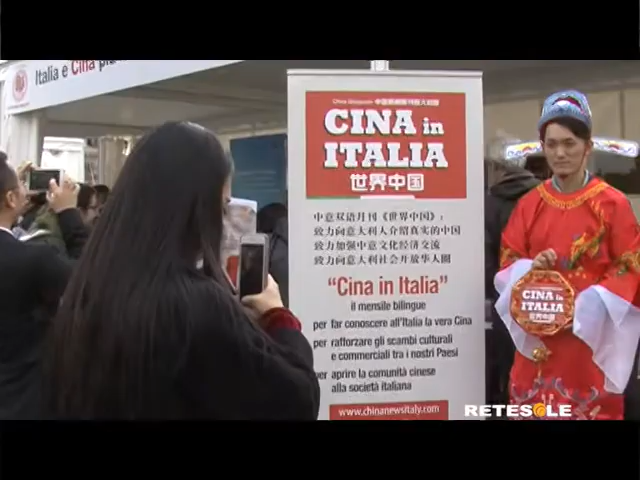 Italia e Cina più
CINA in
ITALIA
世界中国
中意双语月刊《世界中国》:
致力向意大利人介绍真实的中国
致力加强中意文化经济交流
致力向意大利社会开放华人圈
"Cina in Italia"
il mensile bilingue
per far conoscere all'Italia la vera Cina
per rafforzare gli scambi culturali
e commerciali tra i nostri Paesi
per aprire la comunità cinese
alla società italiana
www.chinanewsitaly.com
CINA in
ITALIA
世界中国
RETESOLE